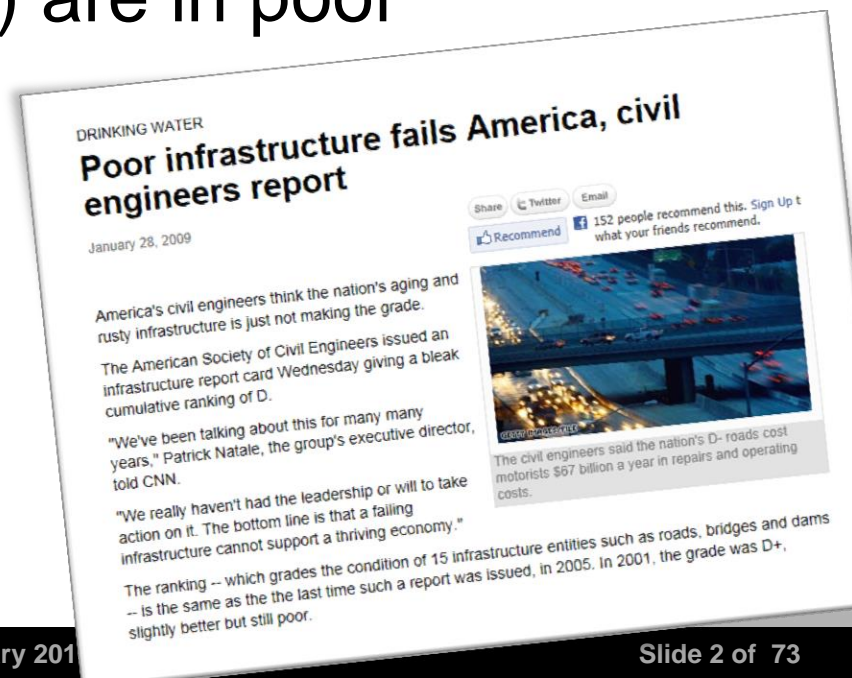 ) are in poor
DRINKING WATER
Poor infrastructure fails America, civil
engineers report
January 28, 2009
Share Twitter Email
Recommend 152 people recommend this. Sign Up t
what your friends recommend.
America's civil engineers think the nation's aging and
rusty infrastructure is just not making the grade.
The American Society of Civil Engineers issued an
infrastructure report card Wednesday giving a bleak
cumulative ranking of D.
"We've been talking about this for many many
years," Patrick Natale, the group's executive director,
told CNN.
"We really haven't had the leadership or will to take
action on it. The bottom line is that a failing
infrastructure cannot support a thriving economy."
GETTY IMAGES/FILE
The civil engineers said the nation's D- roads cost
motorists $67 billion a year in repairs and operating
costs.
The ranking -- which grades the condition of 15 infrastructure entities such as roads, bridges and dams
-- is the same as the the last time such a report was issued, in 2005. In 2001, the grade was D+,
slightly better but still poor.
ry 201
Slide 2 of 73